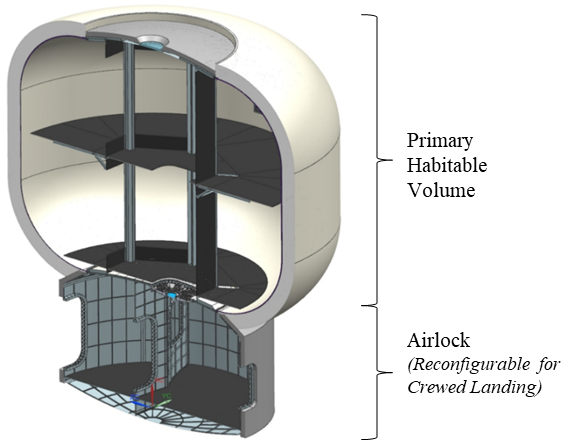 Primary
Habitable
Volume
Airlock
(Reconfigurable for
Crewed Landing)